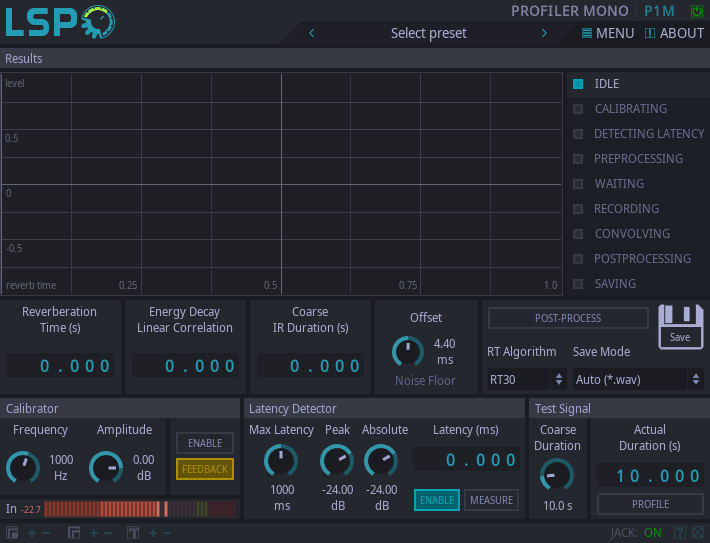 LSP
PROFILER MONO P1M
Select preset
MENU ABOUT
Results
level
0.5
0
-0.5
reverb time 0.25 0.5 0.75 1.0
IDLE
CALIBRATING
DETECTING LATENCY
PREPROCESSING
WAITING
RECORDING
CONVOLVING
POSTPROCESSING
SAVING
Reverberation
Time (s)
0.000
Energy Decay
Linear Correlation
0.000
Coarse
IR Duration (s)
0.000
Offset
4.40
ms
Noise Floor
POST-PROCESS
Save
RT Algorithm Save Mode
RT30 Auto (*.wav)
Calibrator
Frequency Amplitude
1000
Hz
0.00
dB
ENABLE
FEEDBACK
In -22.7
Latency Detector
Max Latency Peak Absolute Latency (ms)
0.000
1000
ms
-24.00
dB
-24.00
dB
ENABLE MEASURE
Test Signal
Coarse
Duration
10.0 s
Actual
Duration (s)
10.000
PROFILE
JACK: ON ?